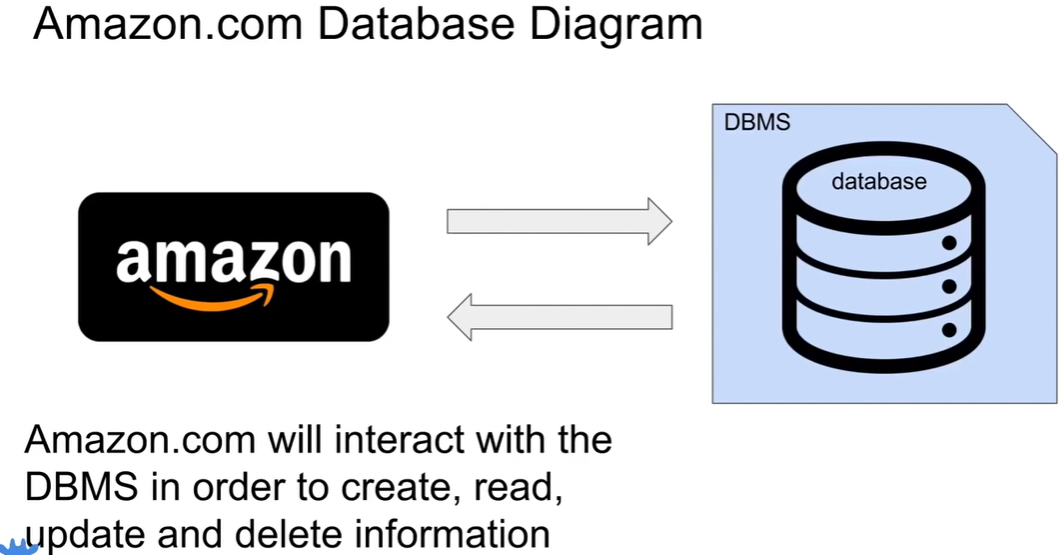 Amazon.com Database Diagram
DBMS
database
amazon
Amazon.com will interact with the
DBMS in order to create, read,
update and delete information